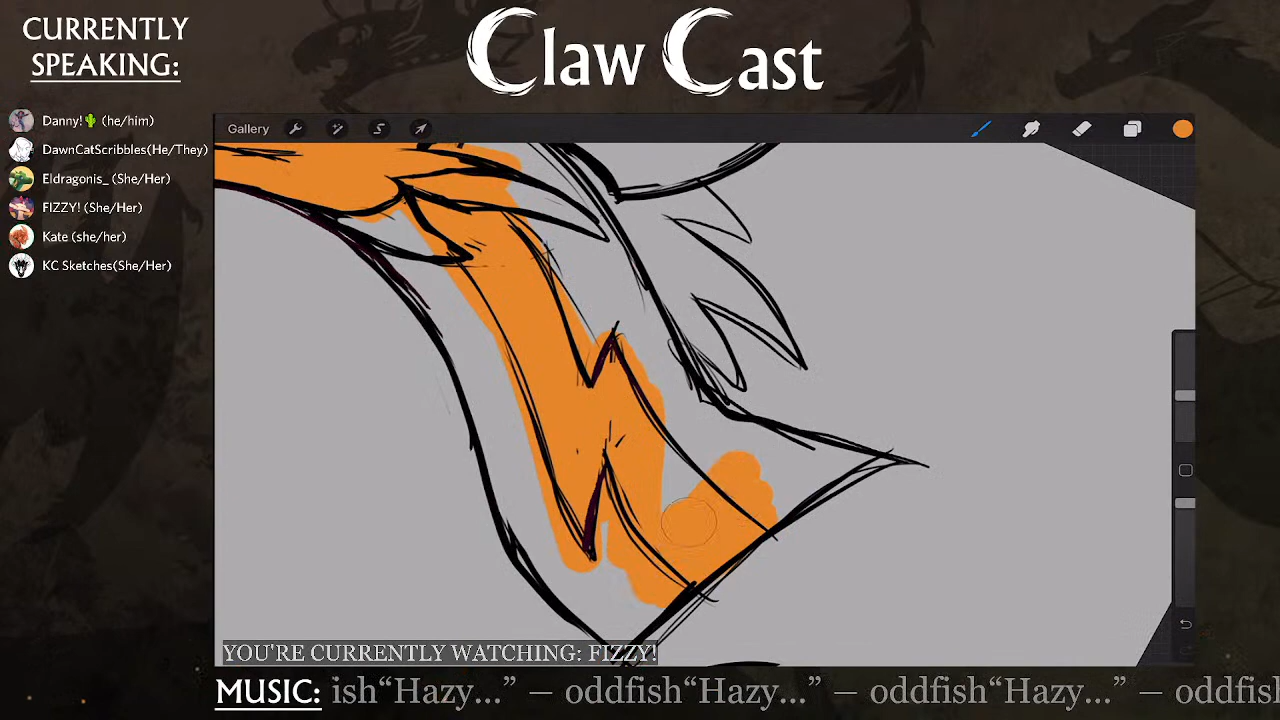 CURRENTLY
SPEAKING:
Claw Cast
Danny!🌵 (he/him)
DawnCatScribbles(He/They)
Eldragonis_ (She/Her)
FIZZY! (She/Her)
Kate (she/her)
KC Sketches(She/Her)
Gallery
YOU'RE CURRENTLY WATCHING: FIZZY!
MUSIC: ish“Hazy...” — oddfish“Hazy...” — oddfish“Hazy...” — oddfish